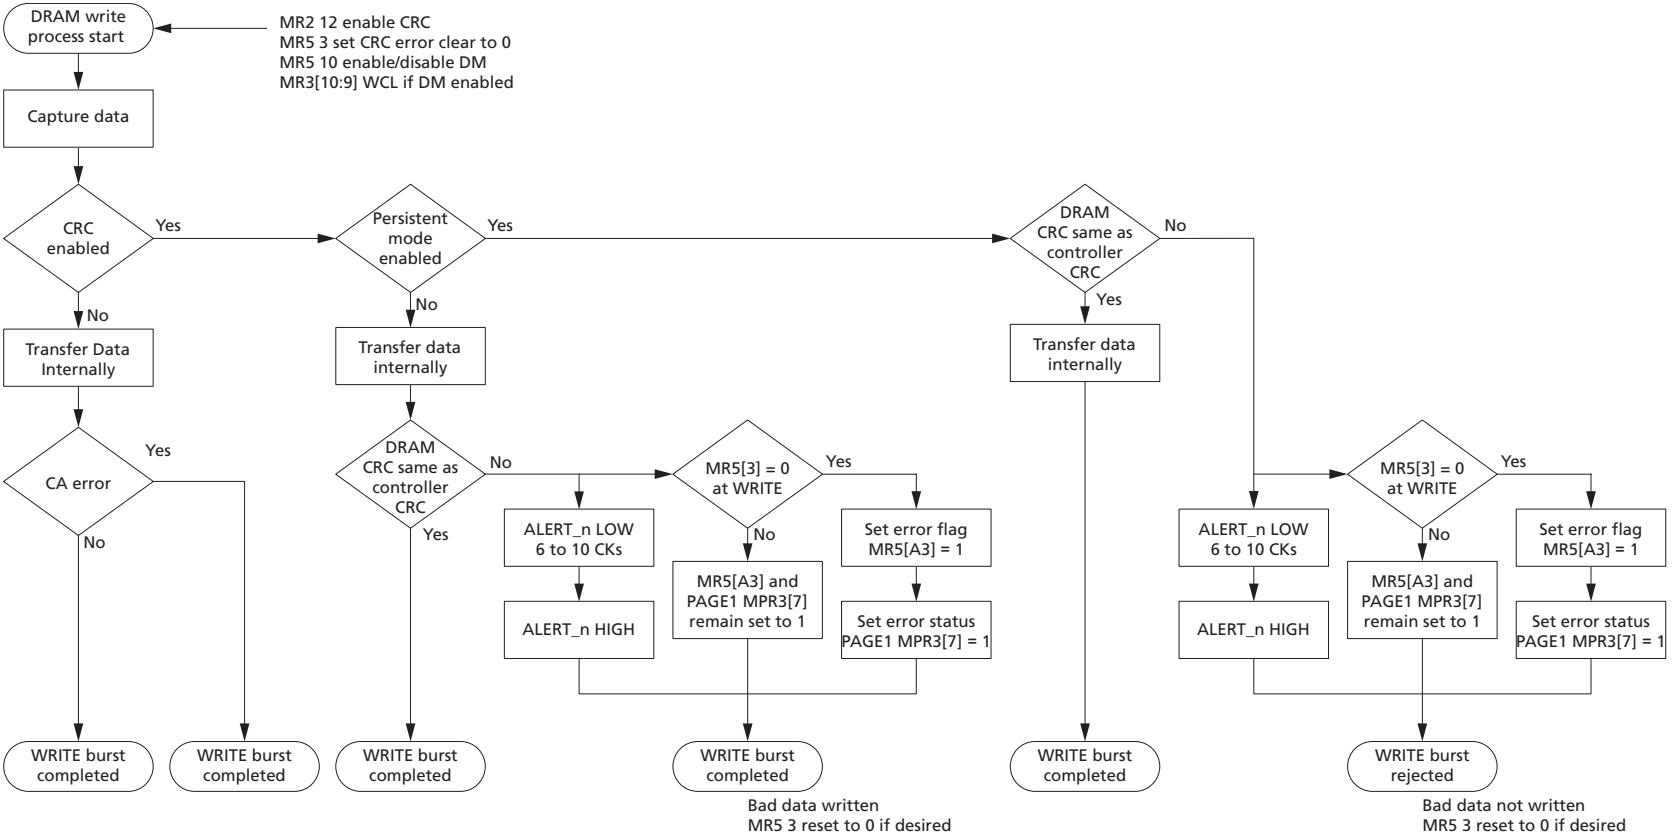 DRAM write
process start
MR2 12 enable CRC
MR5 3 set CRC error clear to 0
MR5 10 enable/disable DM
MR3[10:9] WCL if DM enabled
Capture data
CRC
enabled
Yes
No
Persistent
mode
enabled
Yes
No
DRAM
CRC same as
controller
CRC
No
Yes
Transfer Data
Internally
Transfer data
internally
Transfer data
internally
CA error
Yes
No
DRAM
CRC same as
controller
CRC
No
Yes
MR5[3] = 0
at WRITE
Yes
No
MR5[3] = 0
at WRITE
Yes
No
ALERT_n LOW
6 to 10 CKs
Set error flag
MR5[A3] = 1
ALERT_n LOW
6 to 10 CKs
Set error flag
MR5[A3] = 1
ALERT_n HIGH
MR5[A3] and
PAGE1 MPR3[7]
remain set to 1
Set error status
PAGE1 MPR3[7] = 1
ALERT_n HIGH
MR5[A3] and
PAGE1 MPR3[7]
remain set to 1
Set error status
PAGE1 MPR3[7] = 1
WRITE burst
completed
WRITE burst
completed
WRITE burst
completed
WRITE burst
completed
WRITE burst
completed
WRITE burst
rejected
Bad data written
MR5 3 reset to 0 if desired
Bad data not written
MR5 3 reset to 0 if desired